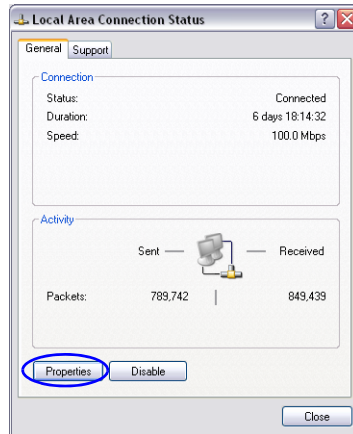 Local Area Connection Status
General Support
Connection
Status: Connected
Duration: 6 days 18:14:32
Speed: 100.0 Mbps
Activity
Sent — — Received
Packets: 789,742 | 849,439
Properties Disable
Close